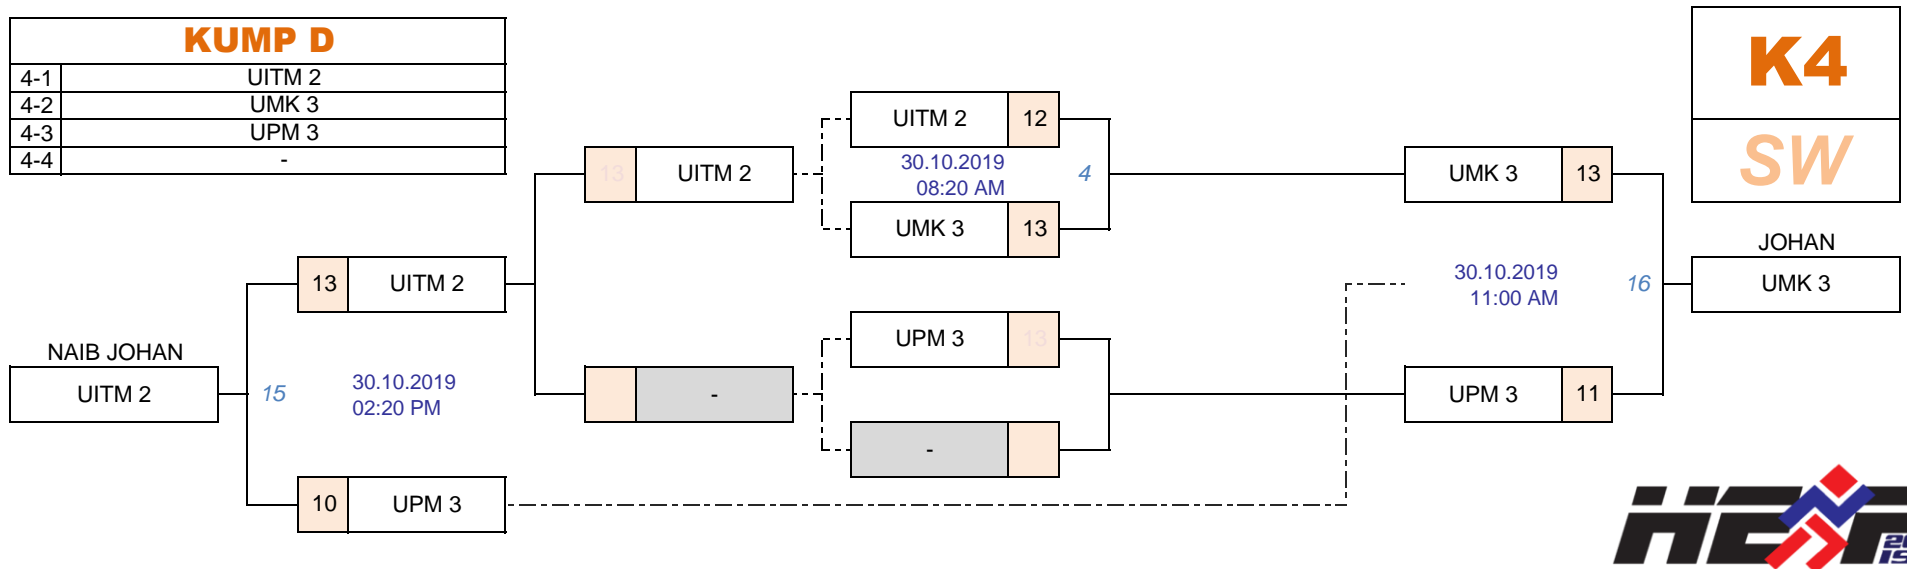 KUMP D
4-1 UITM 2
4-2 UMK 3
4-3 UPM 3
4-4 -
K4
SW
UITM 2 12
30.10.2019
08:20 AM
4
UMK 3 13
13 UITM 2
UMK 3 13
JOHAN
UMK 3
30.10.2019
11:00 AM
16
13 UITM 2
UPM 3 13
NAIB JOHAN
UITM 2
15
30.10.2019
02:20 PM
-
UPM 3 11
-
10 UPM 3